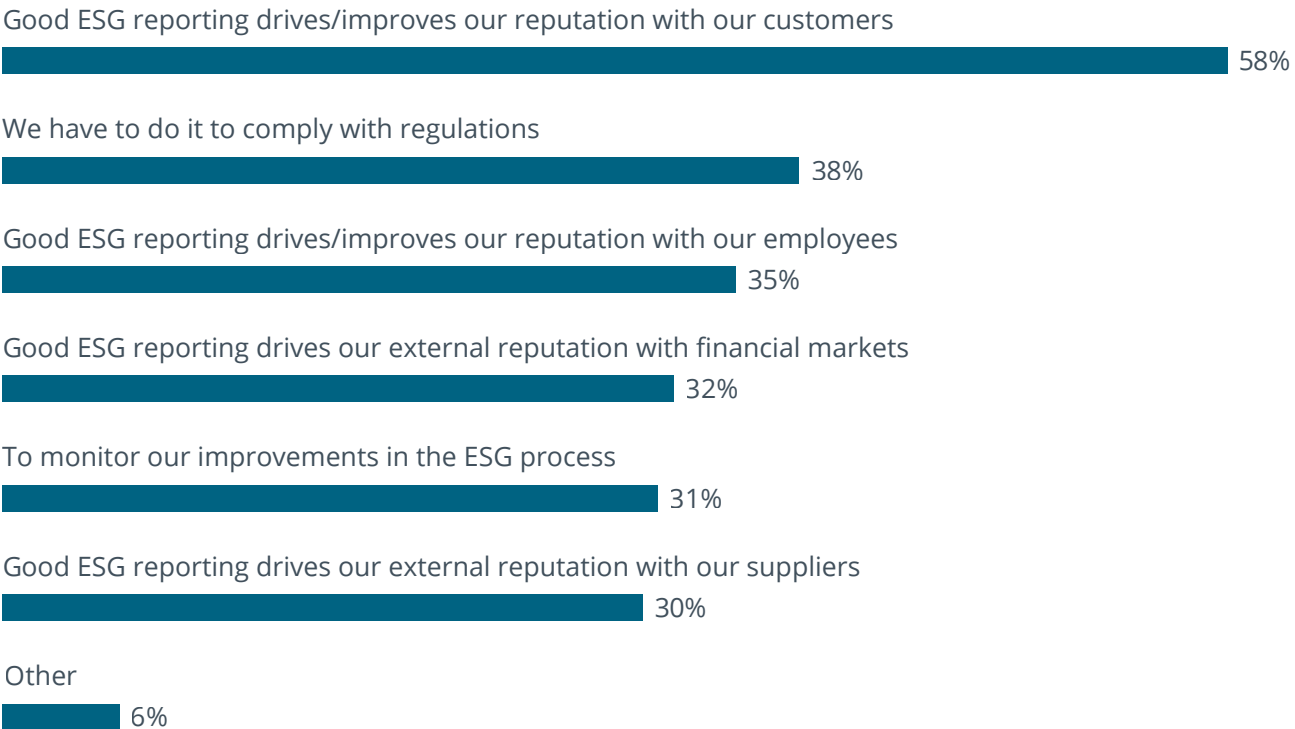 Good ESG reporting drives/improves our reputation with our customers
58%
We have to do it to comply with regulations
38%
Good ESG reporting drives/improves our reputation with our employees
35%
Good ESG reporting drives our external reputation with financial markets
32%
To monitor our improvements in the ESG process
31%
Good ESG reporting drives our external reputation with our suppliers
30%
Other
6%